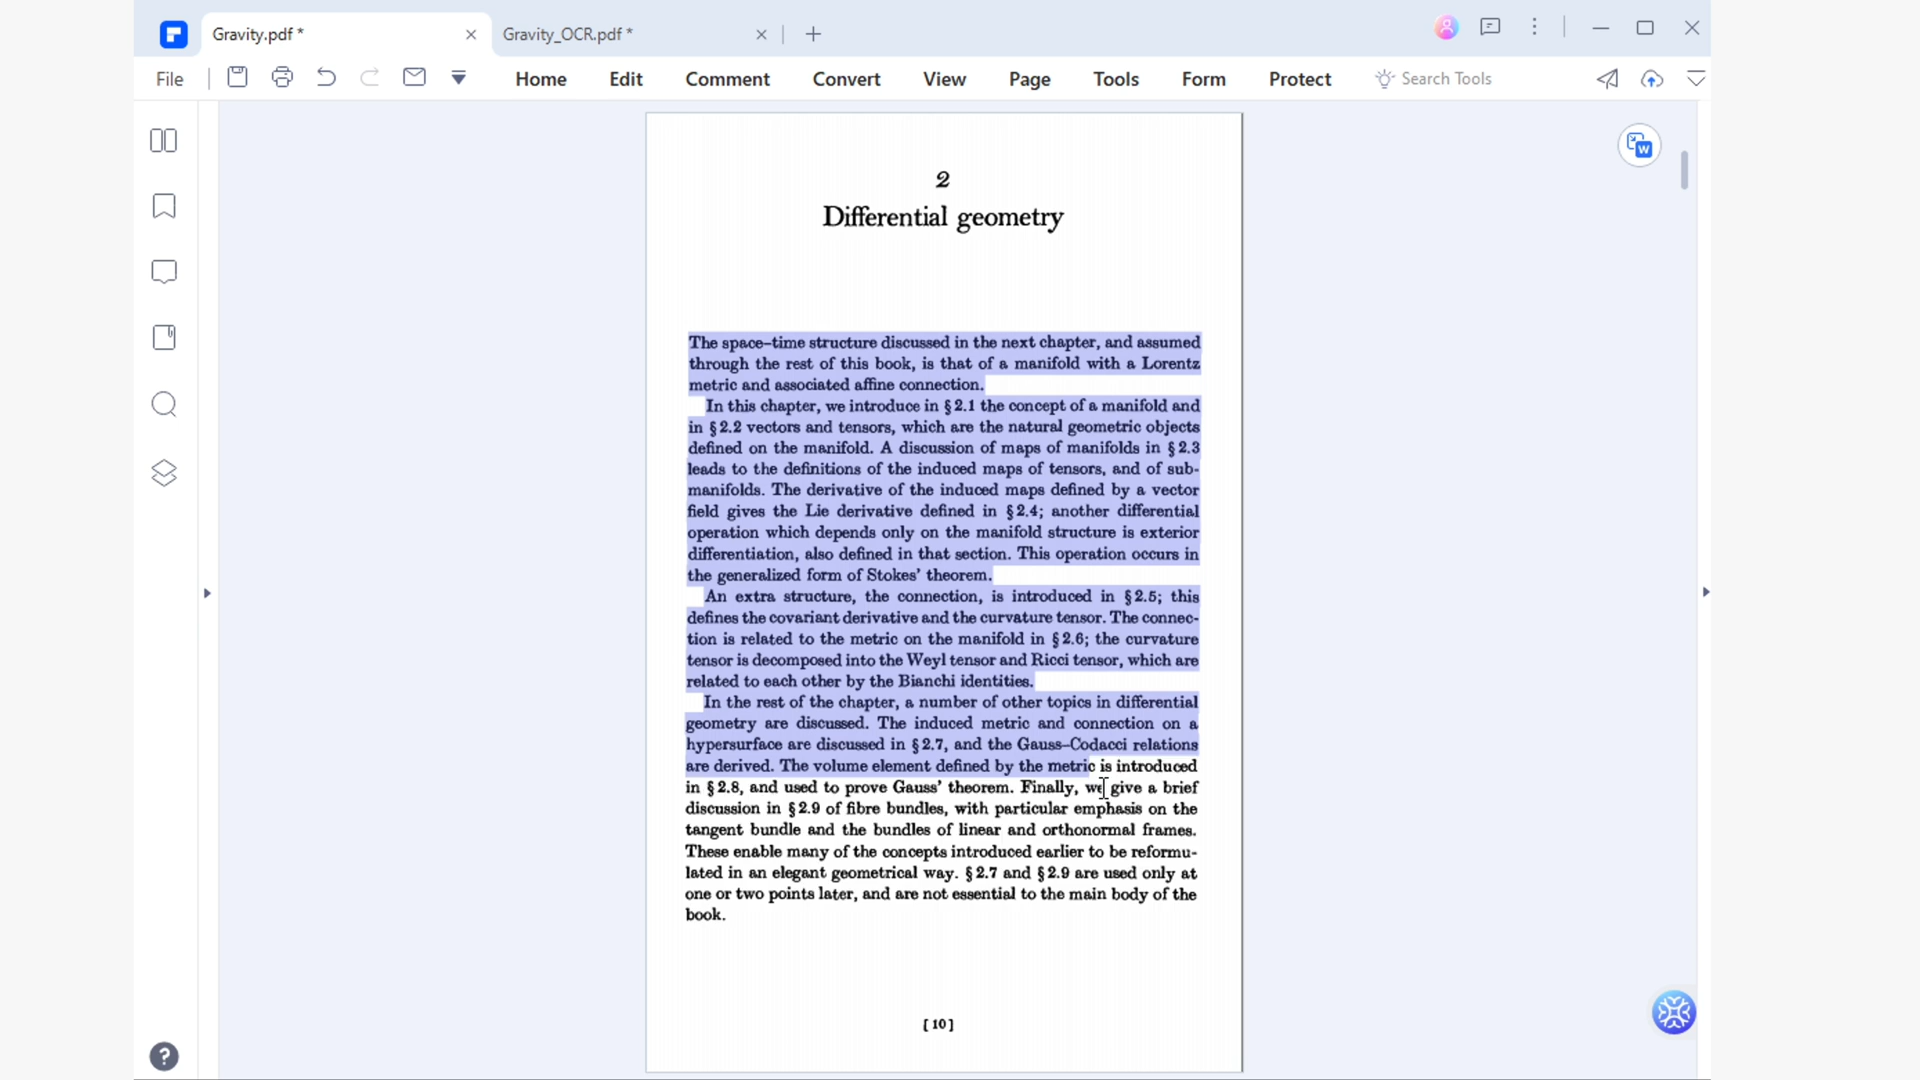 Gravity.pdf *
Gravity_OCR.pdf *
File
Home
Edit
Comment
Convert
View
Page
Tools
Form
Protect
Search Tools
W
2
Differential geometry
The space–time structure discussed in the next chapter, and assumed
through the rest of this book, is that of a manifold with a Lorentz
metric and associated affine connection.
In this chapter, we introduce in § 2.1 the concept of a manifold and
in § 2.2 vectors and tensors, which are the natural geometric objects
defined on the manifold. A discussion of maps of manifolds in § 2.3
leads to the definitions of the induced maps of tensors, and of sub-
manifolds. The derivative of the induced maps defined by a vector
field gives the Lie derivative defined in § 2.4; another differential
operation which depends only on the manifold structure is exterior
differentiation, also defined in that section. This operation occurs in
the generalized form of Stokes’ theorem.
An extra structure, the connection, is introduced in § 2.5; this
defines the covariant derivative and the curvature tensor. The connec-
tion is related to the metric on the manifold in § 2.6; the curvature
tensor is decomposed into the Weyl tensor and Ricci tensor, which are
related to each other by the Bianchi identities.
In the rest of the chapter, a number of other topics in differential
geometry are discussed. The induced metric and connection on a
hypersurface are discussed in § 2.7, and the Gauss–Codacci relations
are derived. The volume element defined by the metric is introduced
in § 2.8, and used to prove Gauss’ theorem. Finally, we give a brief
discussion in § 2.9 of fibre bundles, with particular emphasis on the
tangent bundle and the bundles of linear and orthonormal frames.
These enable many of the concepts introduced earlier to be reformu-
lated in an elegant geometrical way. § 2.7 and § 2.9 are used only at
one or two points later, and are not essential to the main body of the
book.
[ 10 ]
?